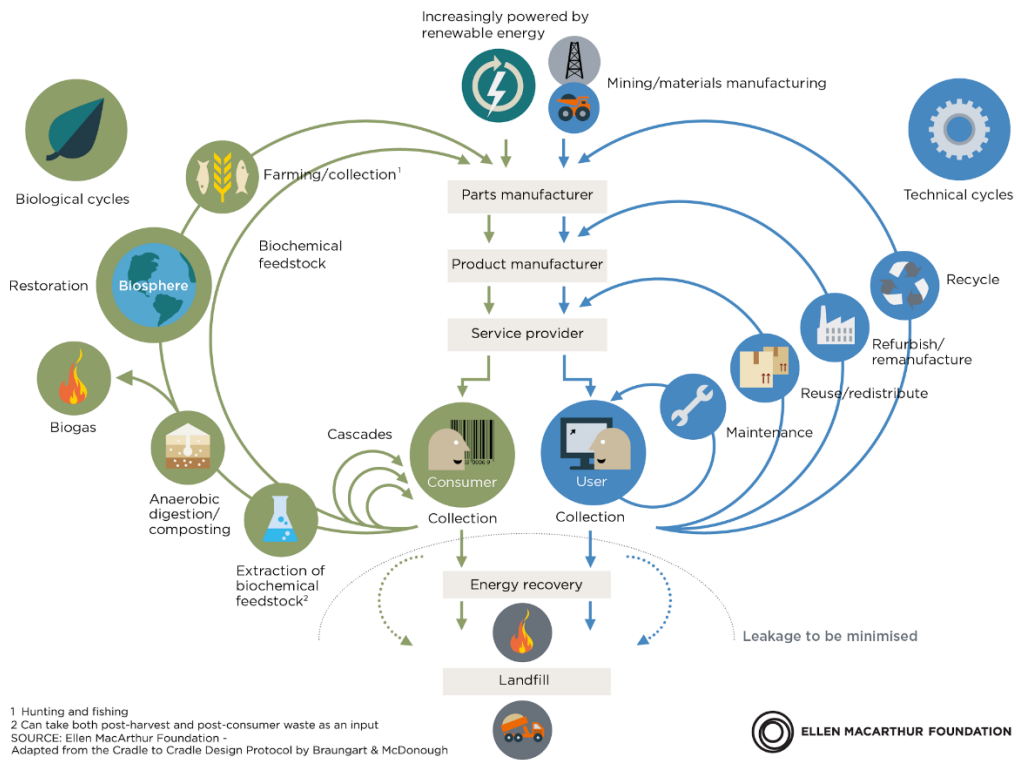 Increasingly powered by
renewable energy
Mining/materials manufacturing
Biological cycles
Technical cycles
Farming/collection¹
Parts manufacturer
Biochemical
feedstock
Product manufacturer
Restoration
Biosphere
Recycle
Service provider
Refurbish/
remanufacture
Reuse/redistribute
Biogas
Cascades
Maintenance
Consumer
User
Anaerobic
digestion/
composting
Collection
Collection
Extraction of
biochemical
feedstock²
Energy recovery
Leakage to be minimised
Landfill
1 Hunting and fishing
2 Can take both post-harvest and post-consumer waste as an input
SOURCE: Ellen MacArthur Foundation -
Adapted from the Cradle to Cradle Design Protocol by Braungart & McDonough
ELLEN MACARTHUR FOUNDATION